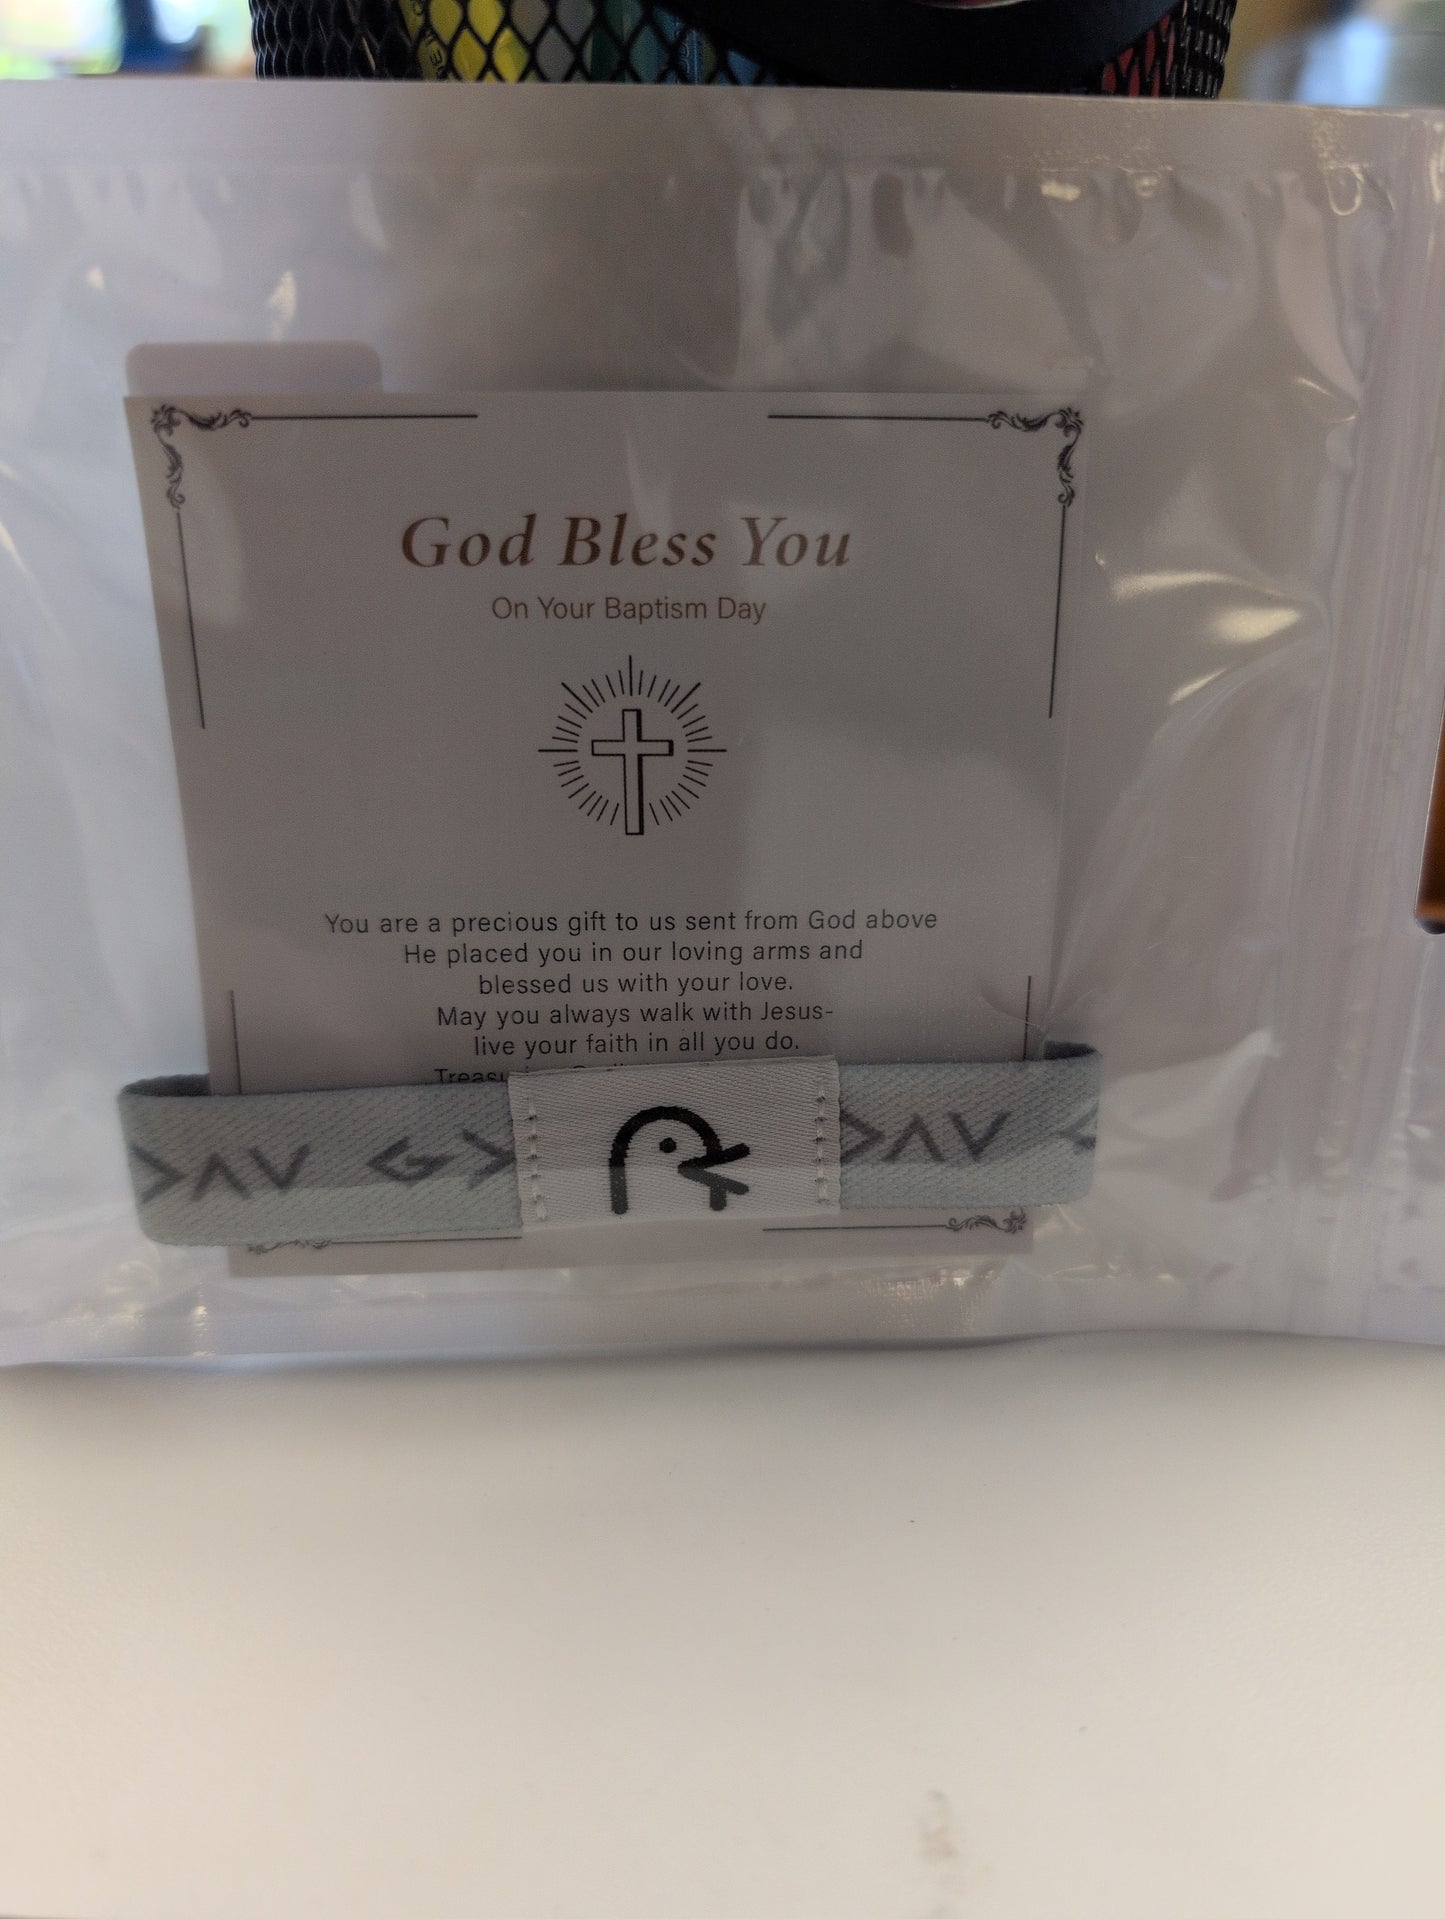 God Bless You
On Your Baptism Day
You are a precious gift to us sent from God above
He placed you in our loving arms and
blessed us with your love.
May you always walk with Jesus-
live your faith in all you do.
>ΛV G> >ΛV <